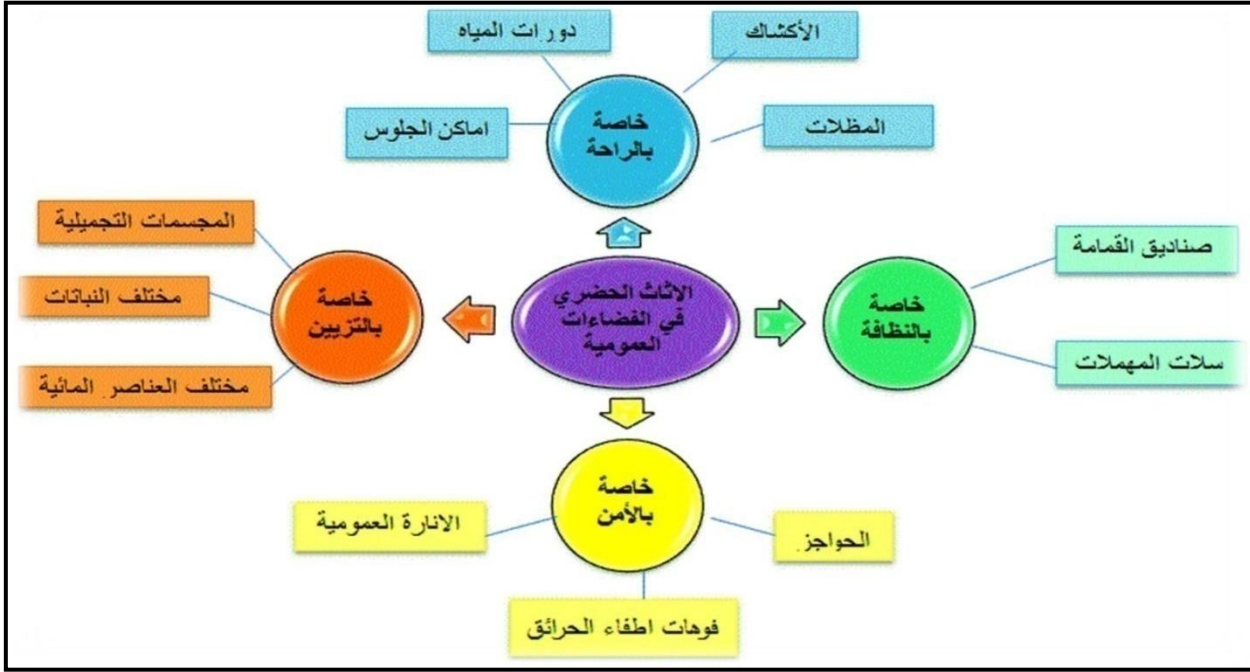 دورات المياه
الأكشاك
اماكن الجلوس
المظلات
خاصة
بالراحة
المجسمات التجميلية
مختلف النباتات
مختلف العناصر المائية
خاصة
بالتزيين
الاثاث الحضري
في الفضاءات
العمومية
خاصة
بالنظافة
صناديق القمامة
سلات المهملات
خاصة
بالأمن
الانارة العمومية
الحواجز
فوهات اطفاء الحرائق